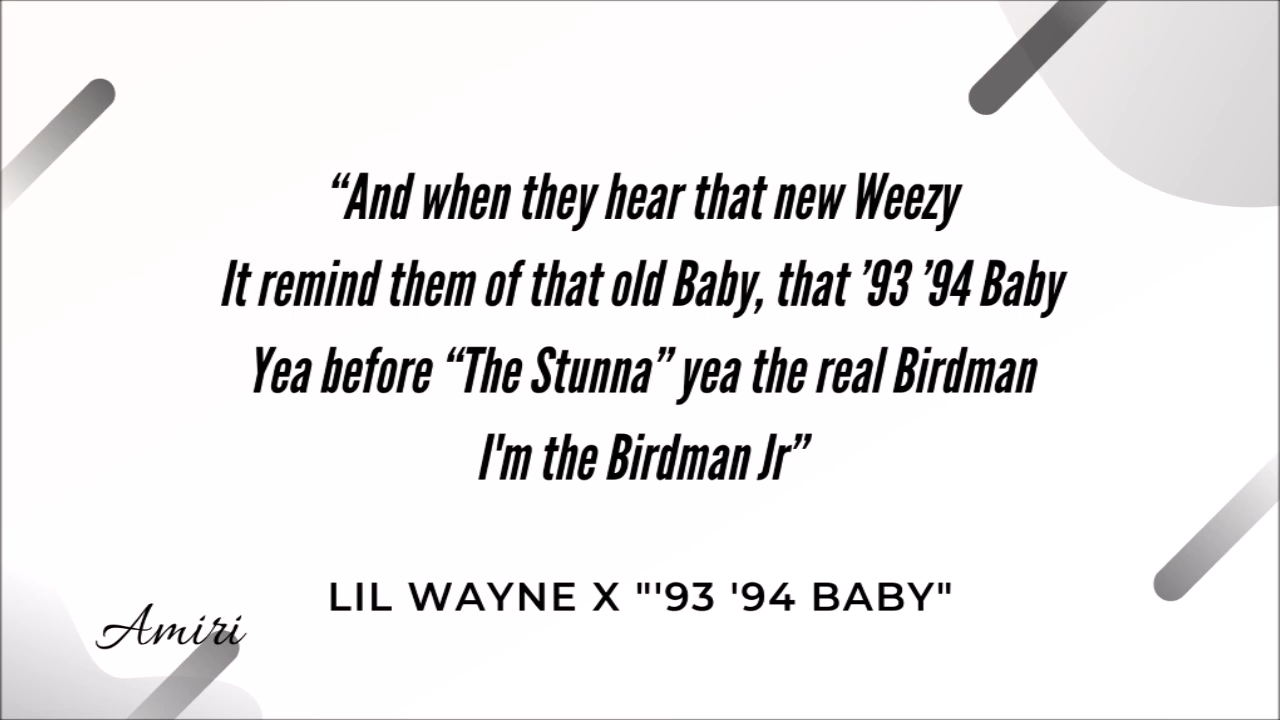 “And when they hear that new Weezy
It remind them of that old Baby, that ’93 ’94 Baby
Yea before “The Stunna” yea the real Birdman
I'm the Birdman Jr”
LIL WAYNE X "'93 '94 BABY"
Amiri